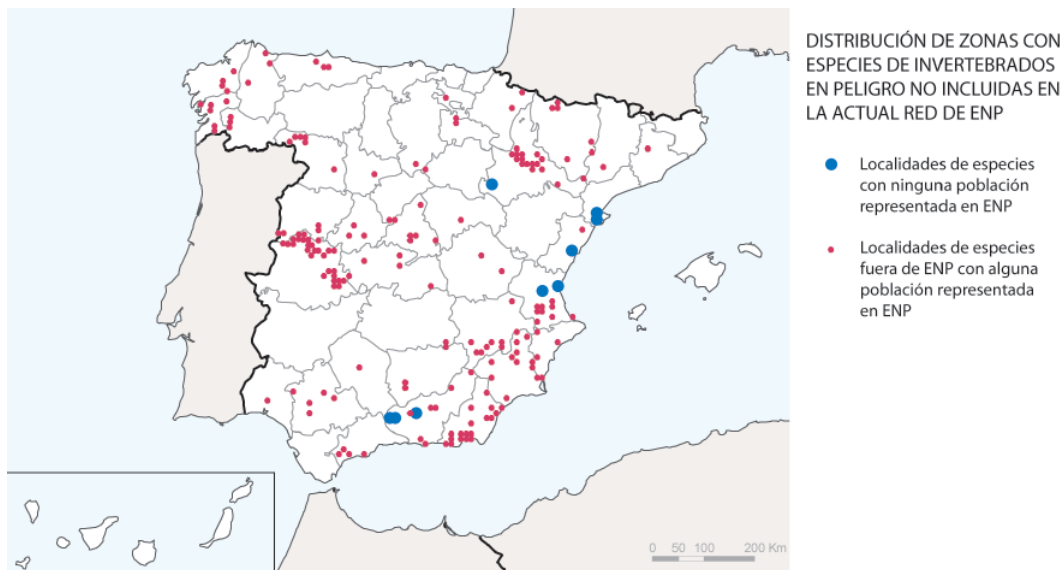 DISTRIBUCIÓN DE ZONAS CON
ESPECIES DE INVERTEBRADOS
EN PELIGRO NO INCLUIDAS EN
LA ACTUAL RED DE ENP
Localidades de especies
con ninguna población
representada en ENP
Localidades de especies
fuera de ENP con alguna
población representada
en ENP
0 50 100 200 Km